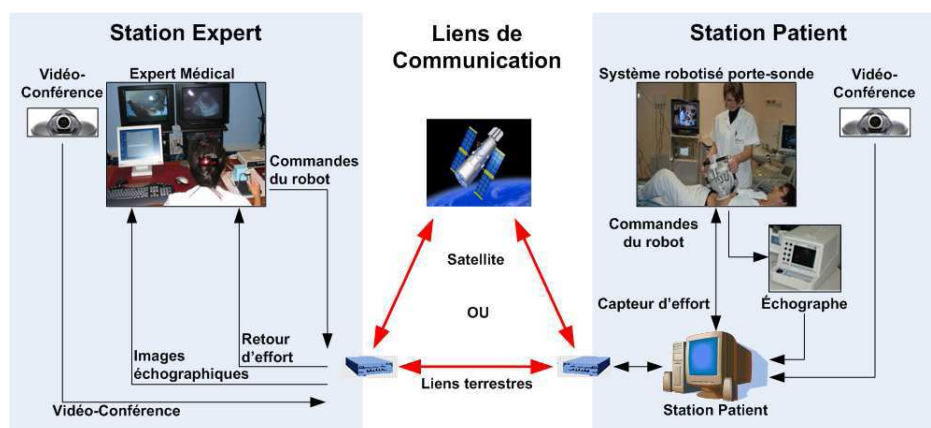 Station Expert
Vidéo-
Conférence
Expert Médical
Commandes
du robot
Retour
d'effort
Images
échographiques
Vidéo-Conférence
Liens de
Communication
Satellite
OU
Liens terrestres
Station Patient
Système robotisé porte-sonde
Vidéo-
Conférence
Commandes
du robot
Capteur d'effort
Échographe
Station Patient